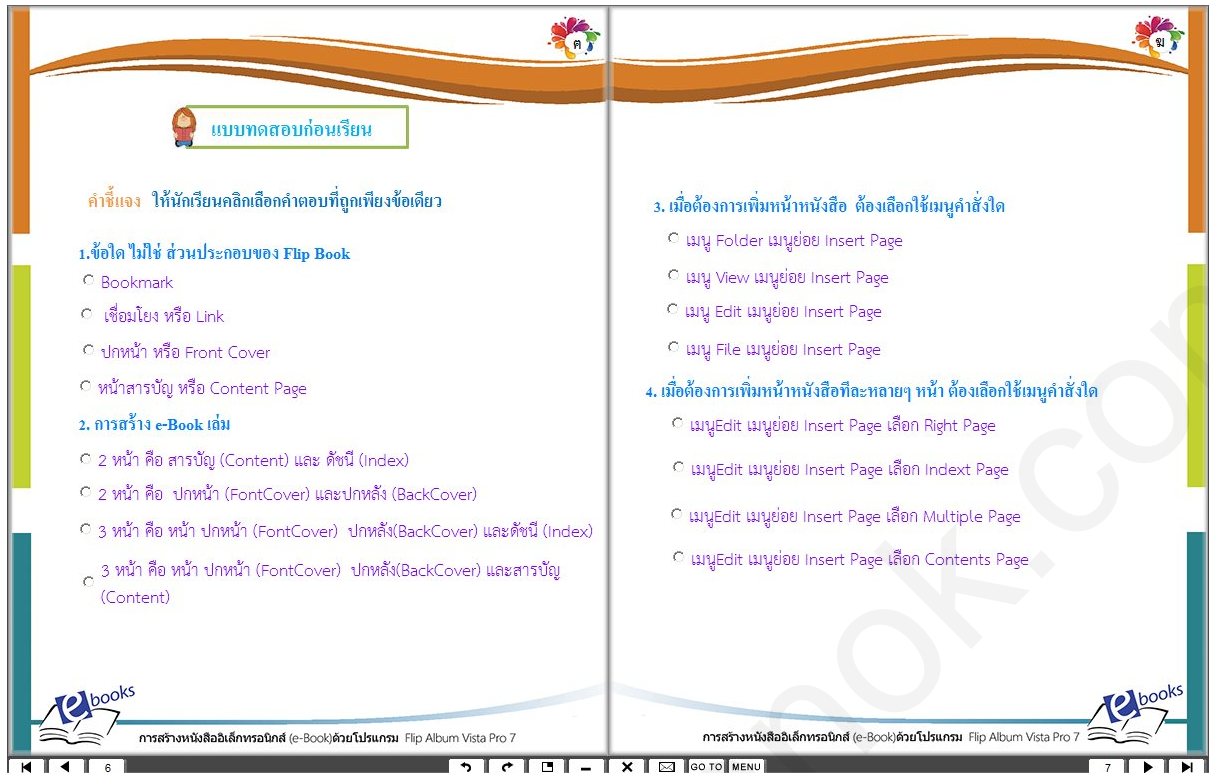 ต
แบบทดสอบก่อนเรียน
คำชี้แจง ให้นักเรียนคลิกเลือกคำตอบที่ถูกเพียงข้อเดียว
1.ข้อใด ไม่ใช่ ส่วนประกอบของ Flip Book
Bookmark
เชื่อมโยง หรือ Link
ปกหน้า หรือ Front Cover
หน้าสารบัญ หรือ Content Page
2. การสร้าง e-Book เล่ม
2 หน้า คือ สารบัญ (Content) และ ดัชนี (Index)
2 หน้า คือ ปกหน้า (FontCover) และปกหลัง (BackCover)
3 หน้า คือ หน้า ปกหน้า (FontCover) ปกหลัง(BackCover) และดัชนี (Index)
3 หน้า คือ หน้า ปกหน้า (FontCover) ปกหลัง(BackCover) และสารบัญ
(Content)
ebooks
การสร้างหนังสืออิเล็กทรอนิกส์ (e-Book)ด้วยโปรแกรม Flip Album Vista Pro 7
ฆ
3. เมื่อต้องการเพิ่มหน้าหนังสือ ต้องเลือกใช้เมนูคำสั่งใด
เมนู Folder เมนูย่อย Insert Page
เมนู View เมนูย่อย Insert Page
เมนู Edit เมนูย่อย Insert Page
เมนู File เมนูย่อย Insert Page
4. เมื่อต้องการเพิ่มหน้าหนังสือทีละหลายๆ หน้า ต้องเลือกใช้เมนูคำสั่งใด
เมนูEdit เมนูย่อย Insert Page เลือก Right Page
เมนูEdit เมนูย่อย Insert Page เลือก Indext Page
เมนูEdit เมนูย่อย Insert Page เลือก Multiple Page
เมนูEdit เมนูย่อย Insert Page เลือก Contents Page
nok.co
ebooks
การสร้างหนังสืออิเล็กทรอนิกส์ (e-Book)ด้วยโปรแกรม Flip Album Vista Pro 7
6
GO TO MENU
7